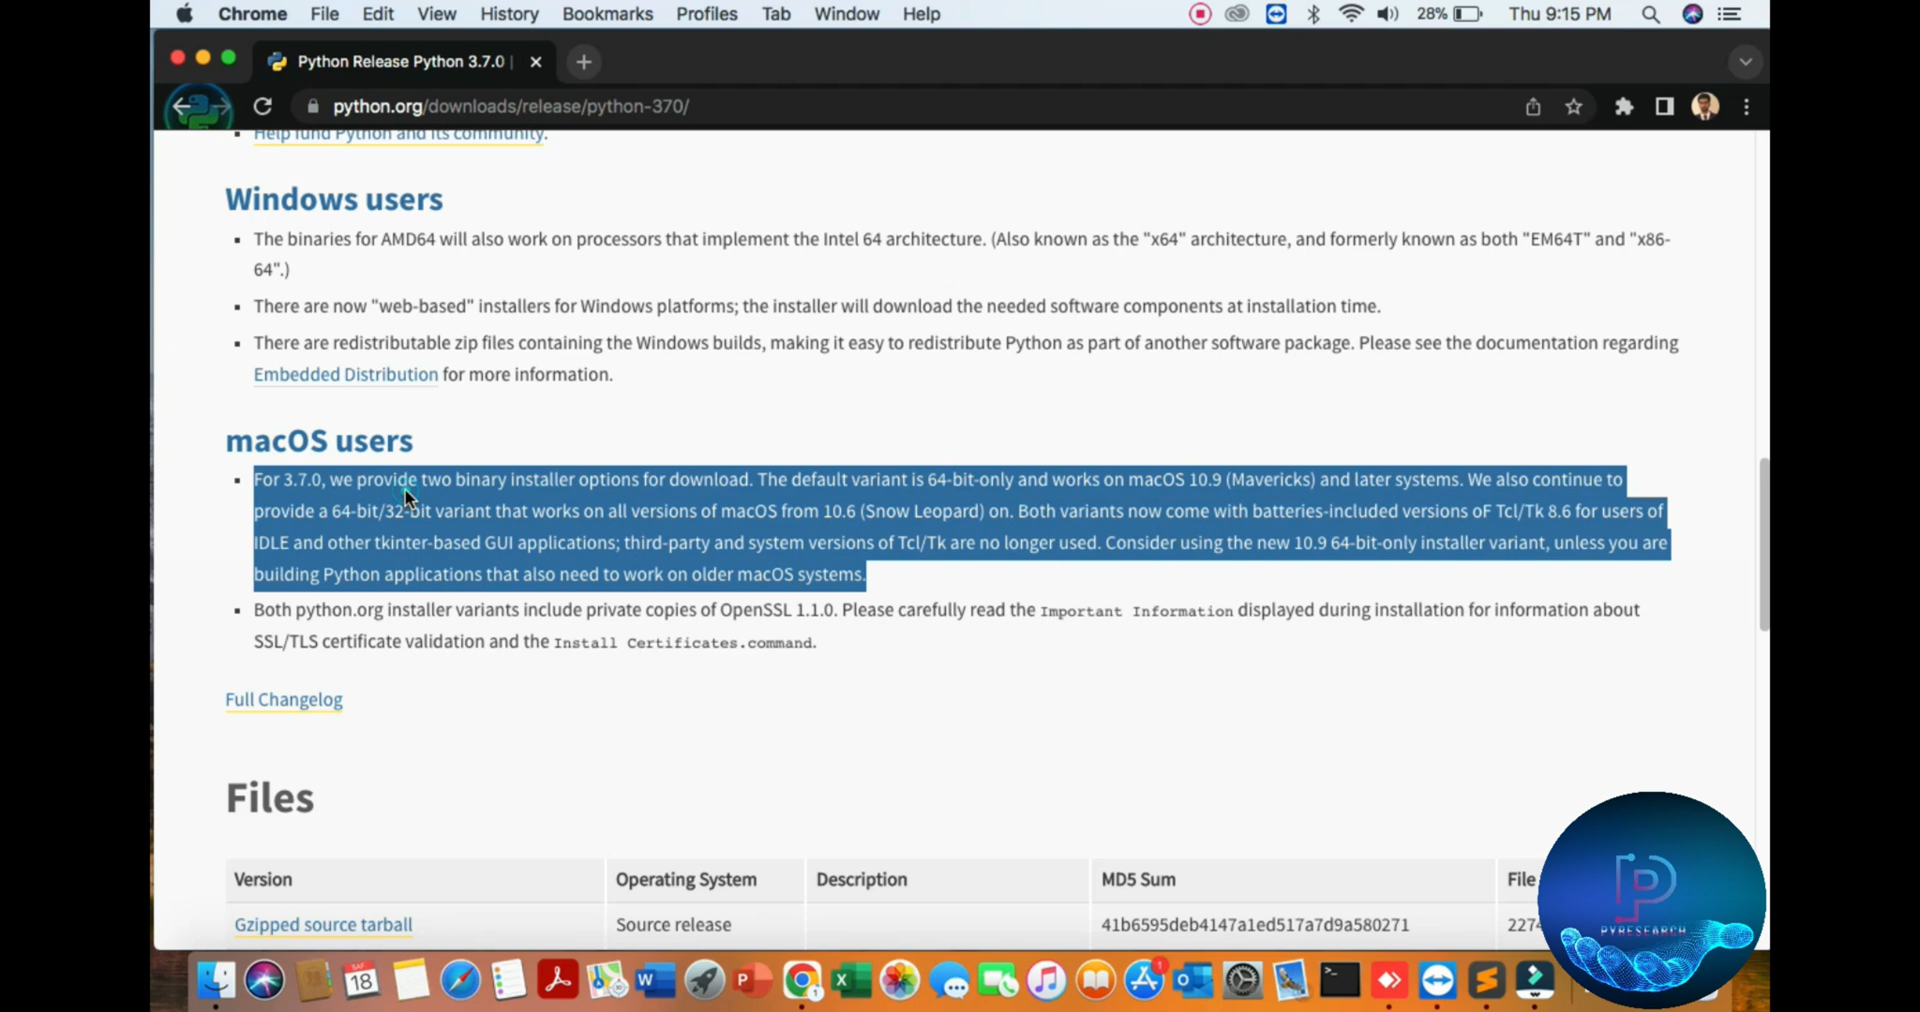 Chrome File Edit View History Bookmarks Profiles Tab Window Help 28% Thu 9:15 PM
Python Release Python 3.7.0 |
python.org/downloads/release/python-370/
Help fund Python and its community.
Windows users
The binaries for AMD64 will also work on processors that implement the Intel 64 architecture. (Also known as the "x64" architecture, and formerly known as both "EM64T" and "x86-
64".)
There are now "web-based" installers for Windows platforms; the installer will download the needed software components at installation time.
There are redistributable zip files containing the Windows builds, making it easy to redistribute Python as part of another software package. Please see the documentation regarding
Embedded Distribution for more information.
macOS users
For 3.7.0, we provide two binary installer options for download. The default variant is 64-bit-only and works on macOS 10.9 (Mavericks) and later systems. We also continue to
provide a 64-bit/32-bit variant that works on all versions of macOS from 10.6 (Snow Leopard) on. Both variants now come with batteries-included versions oF Tcl/Tk 8.6 for users of
IDLE and other tkinter-based GUI applications; third-party and system versions of Tcl/Tk are no longer used. Consider using the new 10.9 64-bit-only installer variant, unless you are
building Python applications that also need to work on older macOS systems.
Both python.org installer variants include private copies of OpenSSL 1.1.0. Please carefully read the Important Information displayed during installation for information about
SSL/TLS certificate validation and the Install Certificates.command.
Full Changelog
Files
Version Operating System Description MD5 Sum File
Gzipped source tarball Source release 41b6595deb4147a1ed517a7d9a580271 2274
PYRESEARCH
18